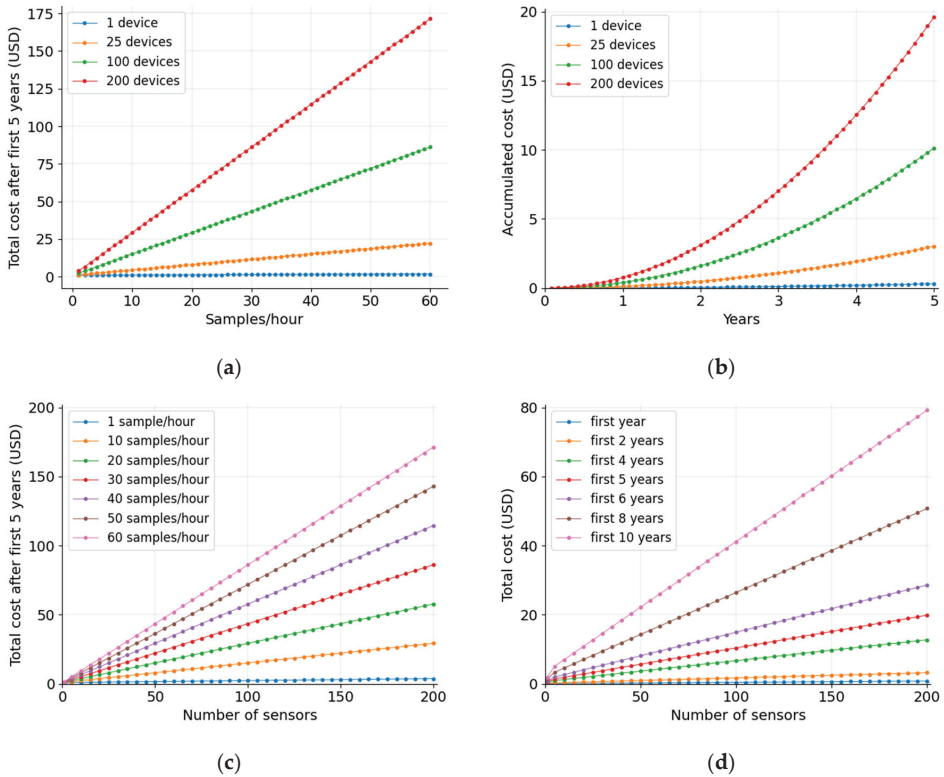 175
150
125
100
75
50
25
0
Total cost after first 5 years (USD)
1 device
25 devices
100 devices
200 devices
0 10 20 30 40 50 60
Samples/hour
(a)
20
15
10
5
0
Accumulated cost (USD)
1 device
25 devices
100 devices
200 devices
0 1 2 3 4 5
Years
(b)
200
150
100
50
0
Total cost after first 5 years (USD)
1 sample/hour
10 samples/hour
20 samples/hour
30 samples/hour
40 samples/hour
50 samples/hour
60 samples/hour
0 50 100 150 200
Number of sensors
(c)
80
60
40
20
0
Total cost (USD)
first year
first 2 years
first 4 years
first 5 years
first 6 years
first 8 years
first 10 years
0 50 100 150 200
Number of sensors
(d)